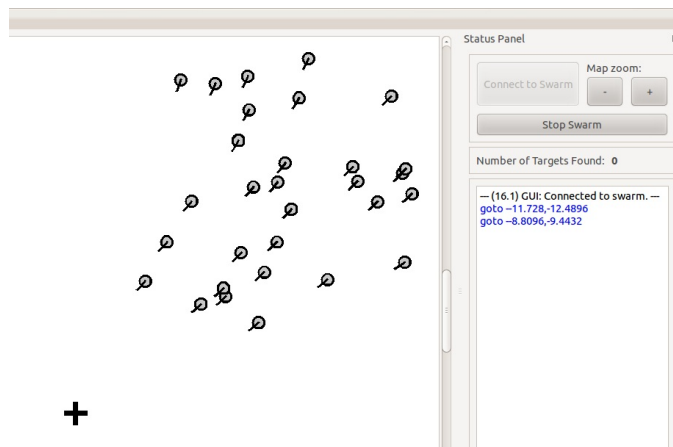 Status Panel
Connect to Swarm
Map zoom:
-
+
Stop Swarm
Number of Targets Found: 0
--- (16.1) GUI: Connected to swarm. ---
goto --11.728,-12.4896
goto --8.8096,-9.4432